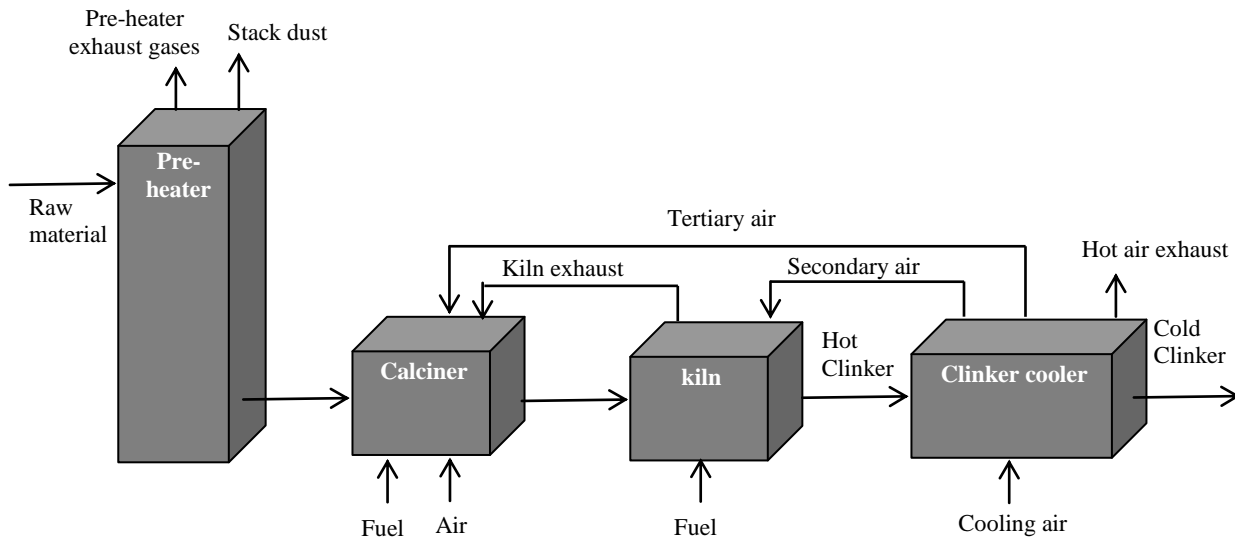 Pre-heater
exhaust gases
Stack dust
Pre-
heater
Raw
material
Tertiary air
Kiln exhaust
Secondary air
Hot air exhaust
Cold
Clinker
Hot
Clinker
Calciner
kiln
Clinker cooler
Fuel
Air
Fuel
Cooling air